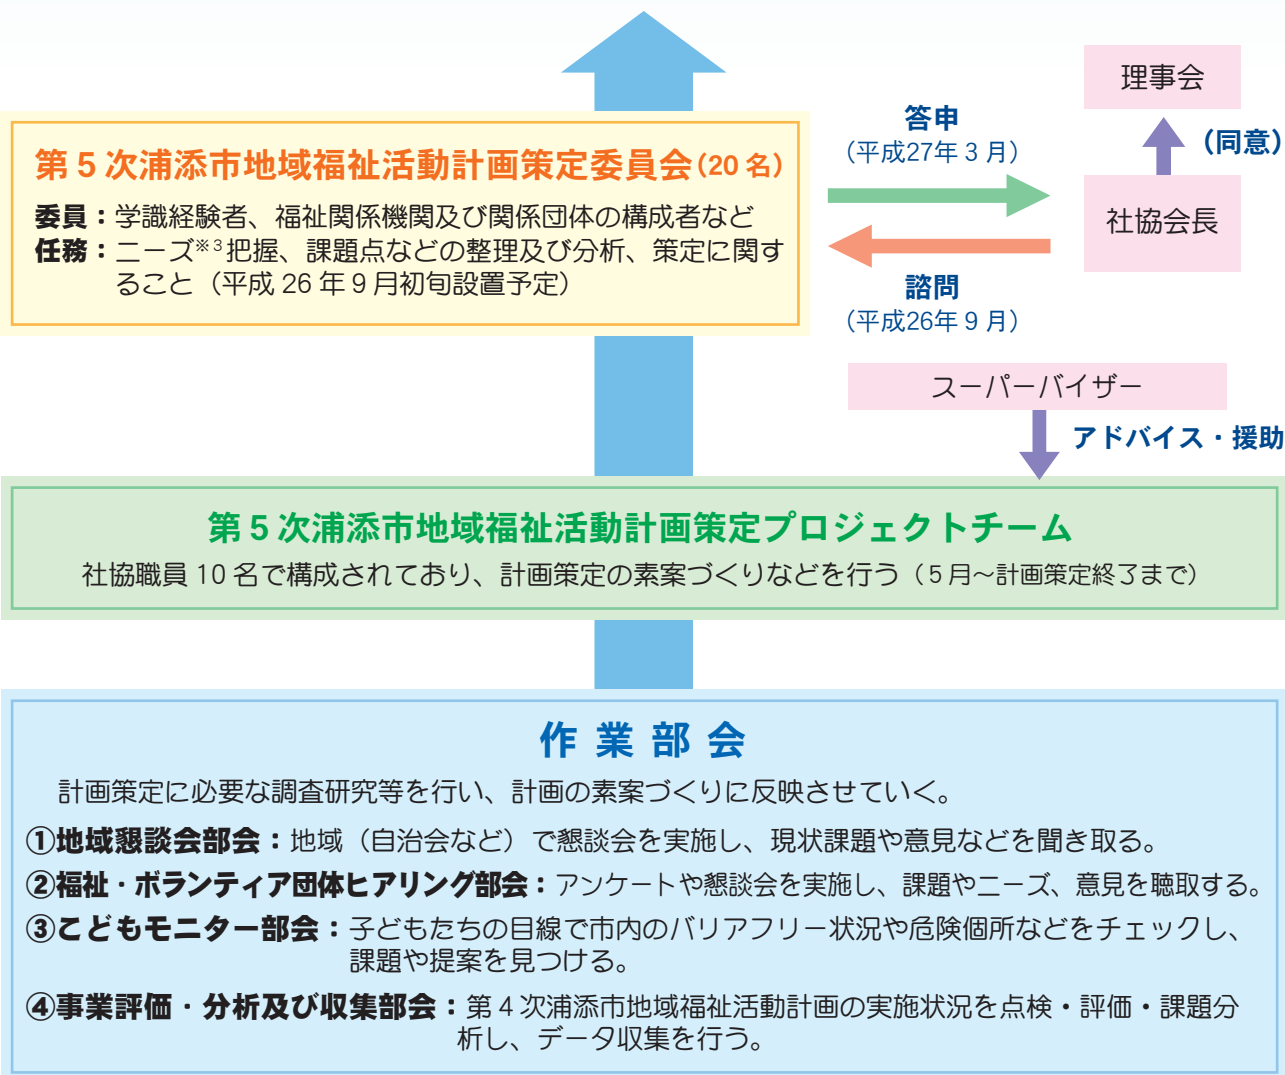 第5次浦添市地域福祉活動計画策定委員会(20名)
委員：学識経験者、福祉関係機関及び関係団体の構成者など
任務：ニーズ※3把握、課題点などの整理及び分析、策定に関す
ること（平成26年9月初旬設置予定）
答申
（平成27年3月）
諮問
（平成26年9月）
理事会
（同意）
社協会長
スーパーバイザー
アドバイス・援助
第5次浦添市地域福祉活動計画策定プロジェクトチーム
社協職員10名で構成されており、計画策定の素案づくりなどを行う（5月～計画策定終了まで）
作業部会
計画策定に必要な調査研究等を行い、計画の素案づくりに反映させていく。
①地域懇談会部会：地域（自治会など）で懇談会を実施し、現状課題や意見などを聞き取る。
②福祉・ボランティア団体ヒアリング部会：アンケートや懇談会を実施し、課題やニーズ、意見を聴取する。
③こどもモニター部会：子どもたちの目線で市内のバリアフリー状況や危険個所などをチェックし、
課題や提案を見つける。
④事業評価・分析及び収集部会：第4次浦添市地域福祉活動計画の実施状況を点検・評価・課題分
析し、データ収集を行う。